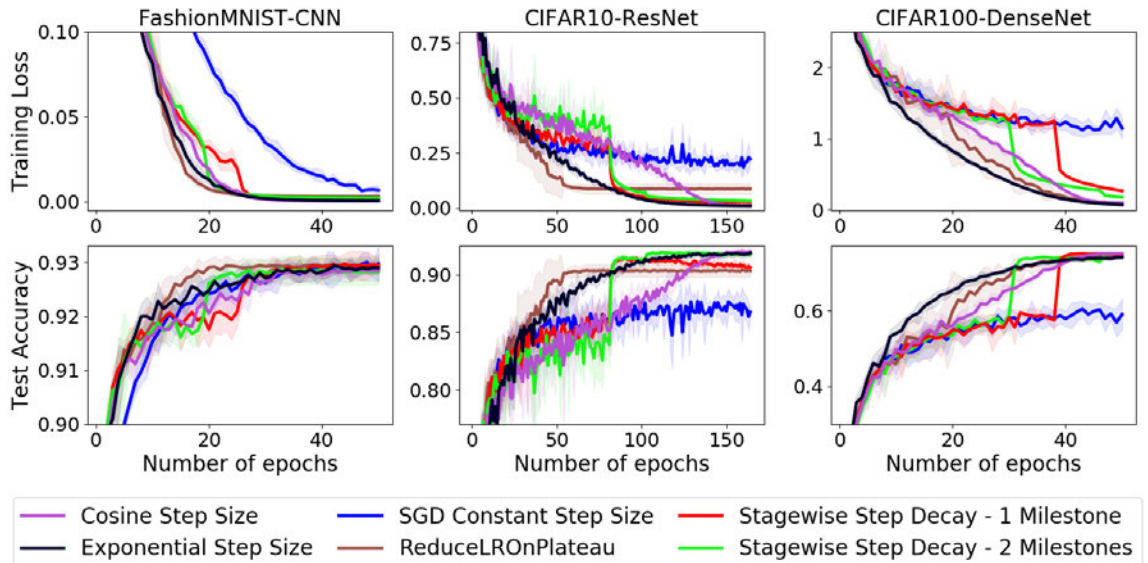 FashionMNIST-CNN
CIFAR10-ResNet
CIFAR100-DenseNet
Training Loss
0.10
0.05
0.00
0
20
40
0.75
0.50
0.25
0.00
0
50
100
150
2
1
0
0
20
40
Test Accuracy
0.93
0.92
0.91
0.90
0
20
40
Number of epochs
0.90
0.85
0.80
0
50
100
150
Number of epochs
0.6
0.4
0
20
40
Number of epochs
Cosine Step Size
SGD Constant Step Size
Stagewise Step Decay - 1 Milestone
Exponential Step Size
ReduceLROnPlateau
Stagewise Step Decay - 2 Milestones